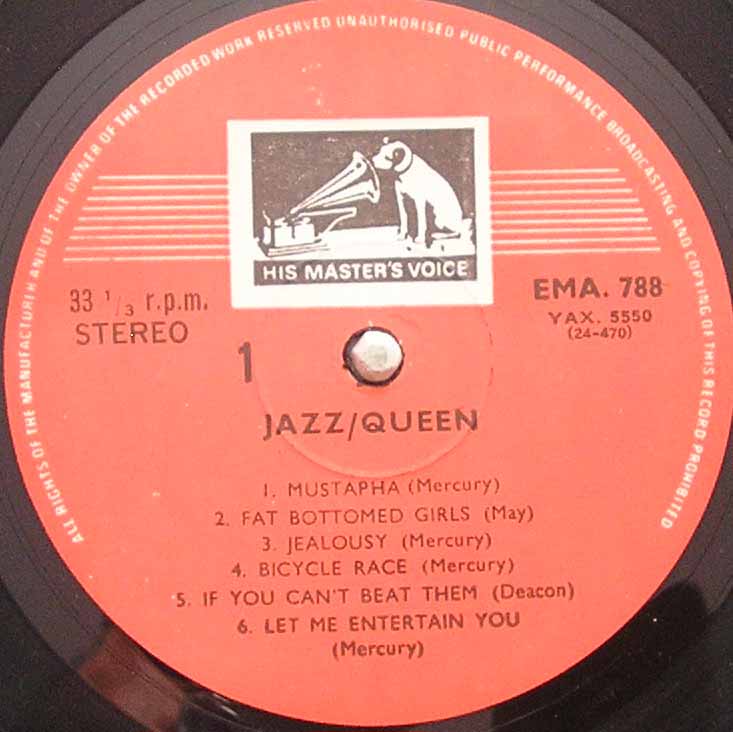 ALL RIGHTS OF THE MANUFACTURER AND OF THE OWNER OF THE RECORDED WORK RESERVED UNAUTHORISED PUBLIC PERFORMANCE BROADCASTING AND COPYING OF THIS RECORD PROHIBITED
HIS MASTER'S VOICE
33 1/3 r.p.m.
STEREO
EMA. 788
YAX. 5550
(24-470)
1
JAZZ/QUEEN
1. MUSTAPHA (Mercury)
2. FAT BOTTOMED GIRLS (May)
3. JEALOUSY (Mercury)
4. BICYCLE RACE (Mercury)
5. IF YOU CAN'T BEAT THEM (Deacon)
6. LET ME ENTERTAIN YOU
(Mercury)